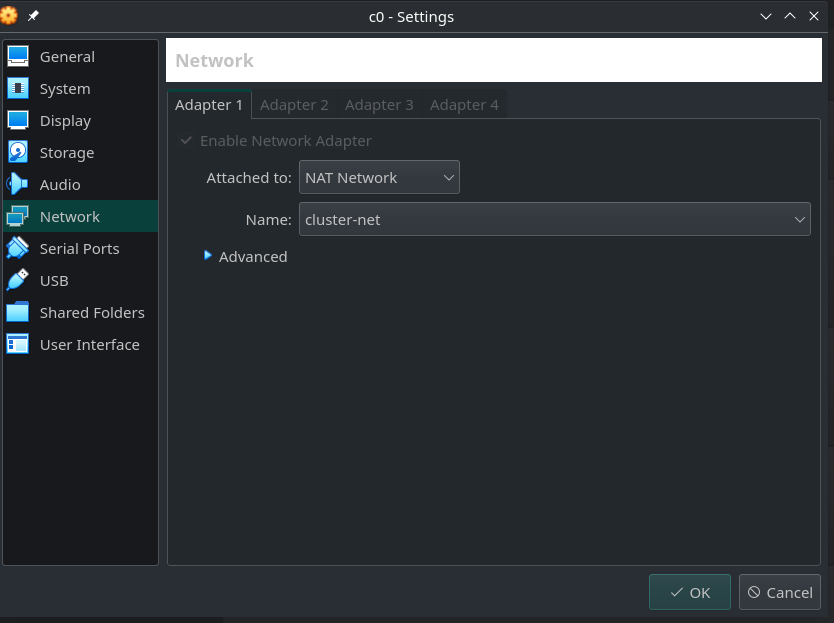 c0 - Settings
General
System
Display
Storage
Audio
Network
Serial Ports
USB
Shared Folders
User Interface
Network
Adapter 1 Adapter 2 Adapter 3 Adapter 4
Enable Network Adapter
Attached to: NAT Network
Name: cluster-net
Advanced
OK Cancel